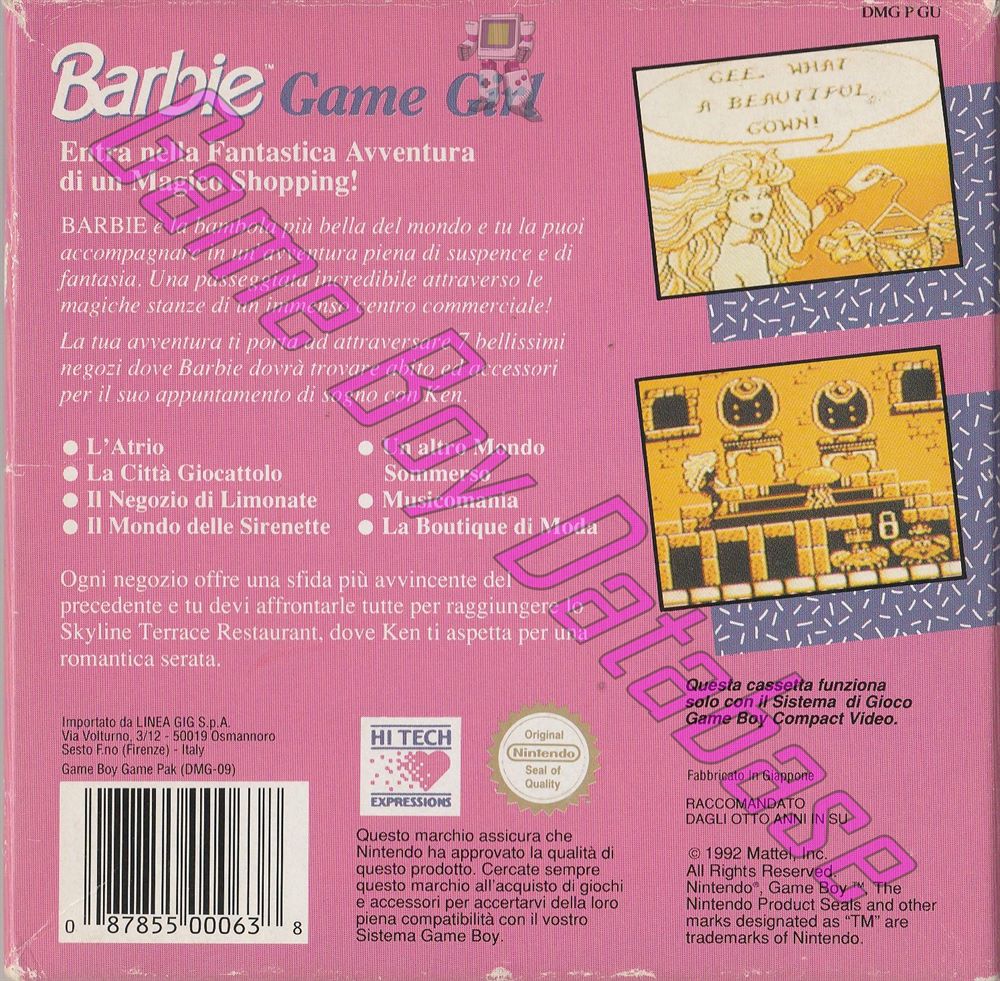 DMG P GU
Barbie™ Game Girl
GEE, WHAT
A BEAUTIFUL
GOWN!
Entra nella Fantastica Avventura
di un Magico Shopping!
BARBIE è la bambola più bella del mondo e tu la puoi
accompagnare in un'avventura piena di suspence e di
fantasia. Una passeggiata incredibile attraverso le
magiche stanze di un immenso centro commerciale!
La tua avventura ti porta ad attraversare 7 bellissimi
negozi dove Barbie dovrà trovare abito ed accessori
per il suo appuntamento di sogno con Ken.
● L'Atrio
● La Città Giocattolo
● Il Negozio di Limonate
● Il Mondo delle Sirenette
● Un altro Mondo
Sommerso
● Musicomania
● La Boutique di Moda
8
Ogni negozio offre una sfida più avvincente del
precedente e tu devi affrontarle tutte per raggiungere lo
Skyline Terrace Restaurant, dove Ken ti aspetta per una
romantica serata.
Importato da LINEA GIG S.p.A.
Via Volturno, 3/12 - 50019 Osmannoro
Sesto F.no (Firenze) - Italy
Game Boy Game Pak (DMG-09)
0 87855 00063 8
HI TECH
EXPRESSIONS
Original
Nintendo
Seal of
Quality
Questo marchio assicura che
Nintendo ha approvato la qualità di
questo prodotto. Cercate sempre
questo marchio all'acquisto di giochi
e accessori per accertarvi della loro
piena compatibilità con il vostro
Sistema Game Boy.
Questa cassetta funziona
solo con il Sistema di Gioco
Game Boy Compact Video.
Fabbricato in Giappone
RACCOMANDATO
DAGLI OTTO ANNI IN SU
© 1992 Mattel, Inc.
All Rights Reserved.
Nintendo®, Game Boy™, The
Nintendo Product Seals and other
marks designated as “TM” are
trademarks of Nintendo.
Game Boy Database